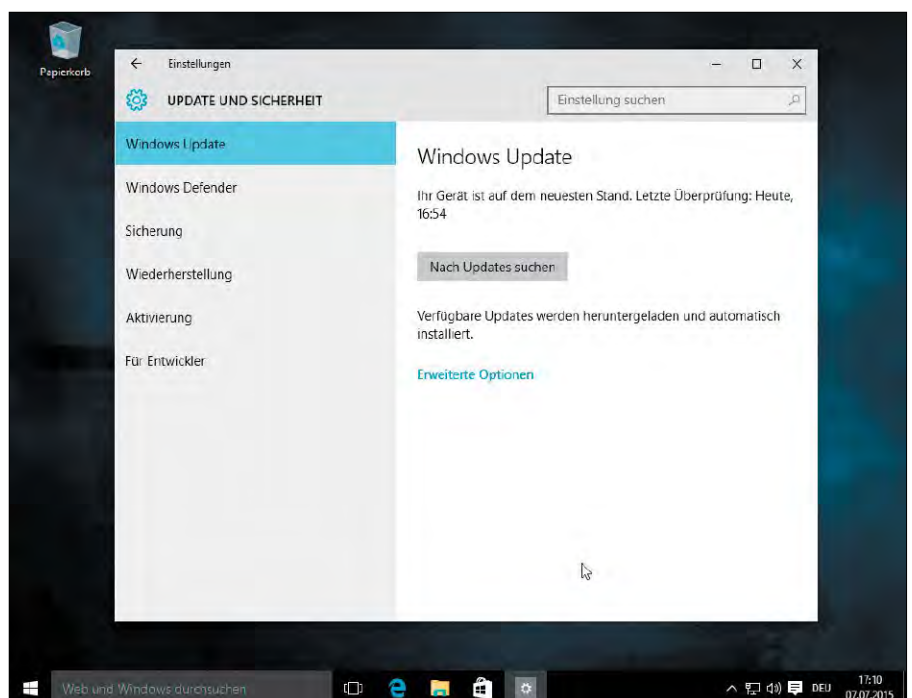 Papierkorb
Einstellungen
UPDATE UND SICHERHEIT
Einstellung suchen
Windows Update
Windows Defender
Sicherung
Wiederherstellung
Aktivierung
Für Entwickler
Windows Update
Ihr Gerät ist auf dem neuesten Stand. Letzte Überprüfung: Heute,
16:54
Nach Updates suchen
Verfügbare Updates werden heruntergeladen und automatisch
installiert.
Erweiterte Optionen
Web und Windows durchsuchen
DEU
17:10
07.07.2015